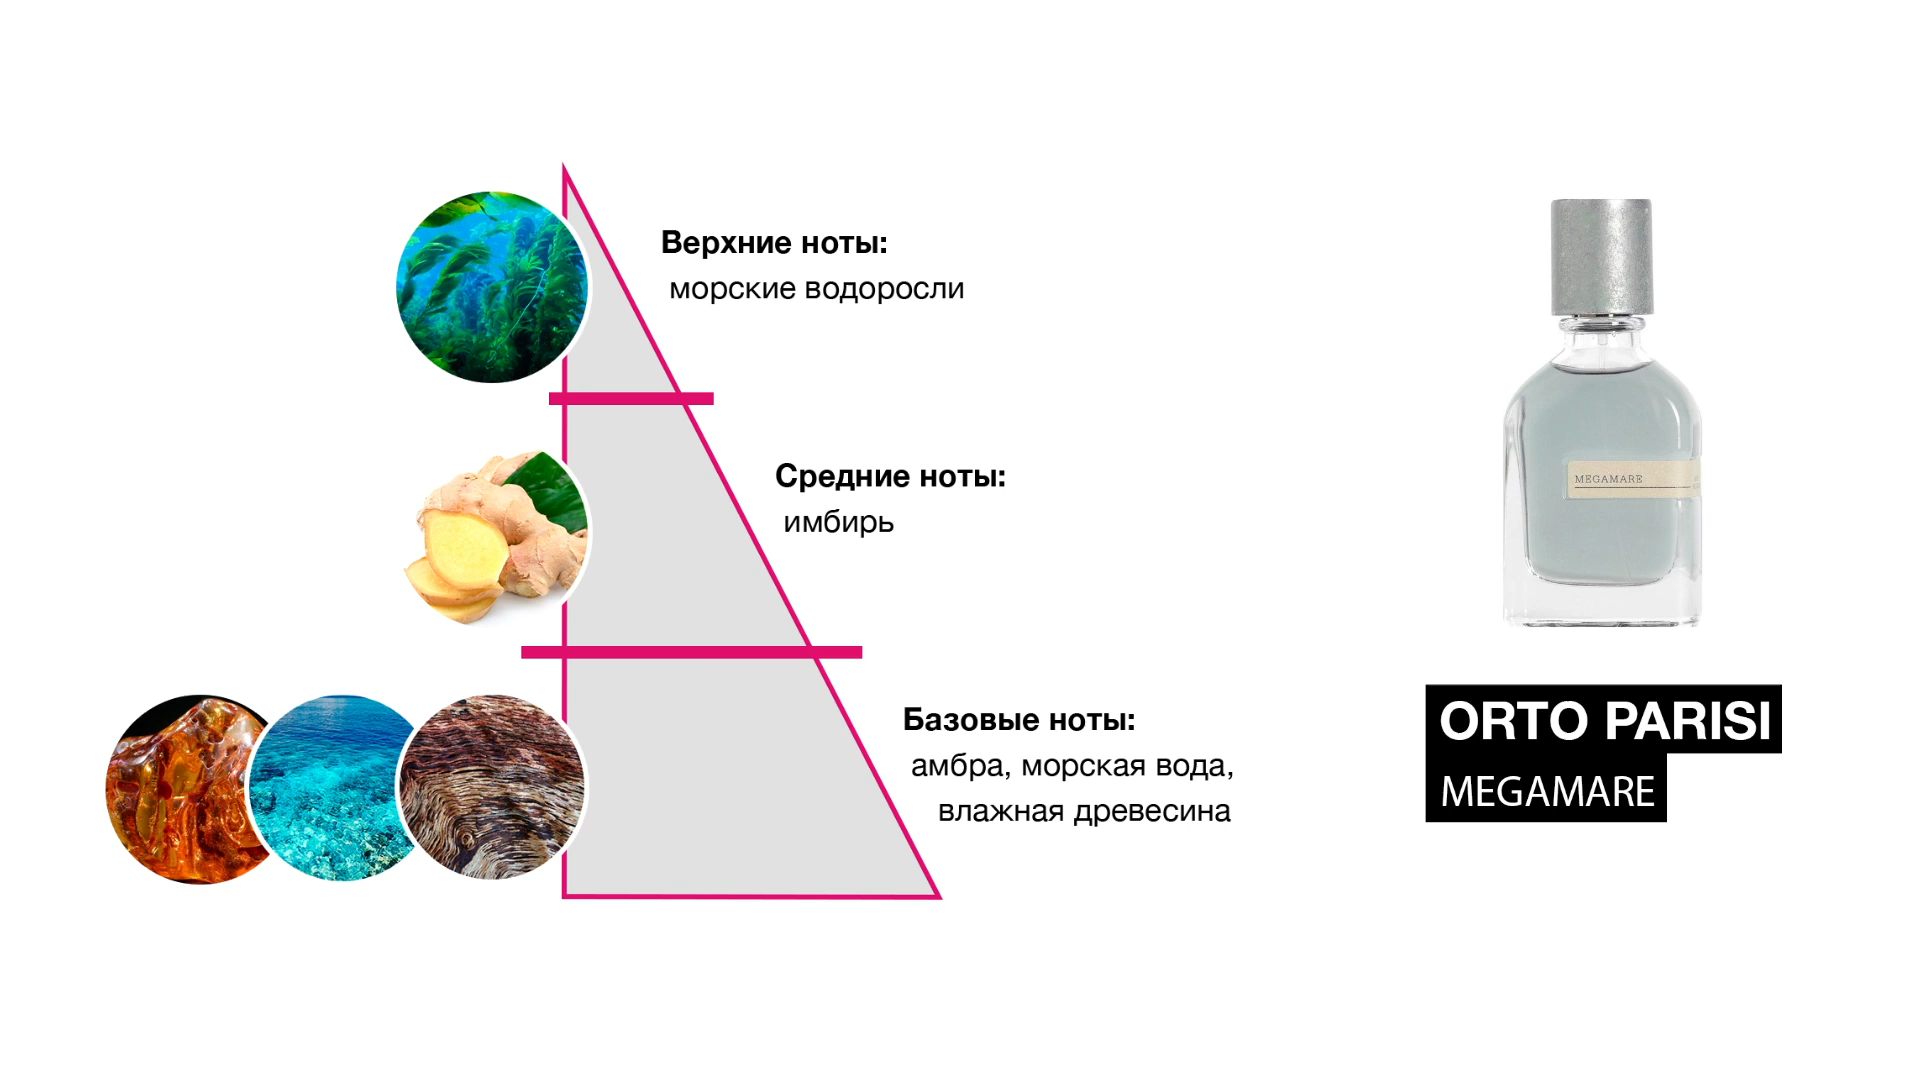 Верхние ноты:
морские водоросли
Средние ноты:
имбирь
Базовые ноты:
амбра, морская вода,
влажная древесина
MEGAMARE
ORTO PARISI
MEGAMARE